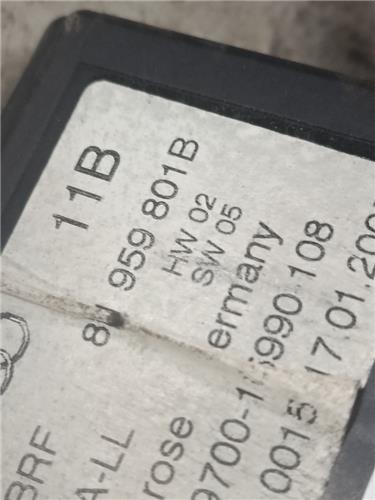 11B
959 801B
HW 02
SW 05
ermany
990 108
17.01.200
BRF
A-LL
rose
9700-1
0015